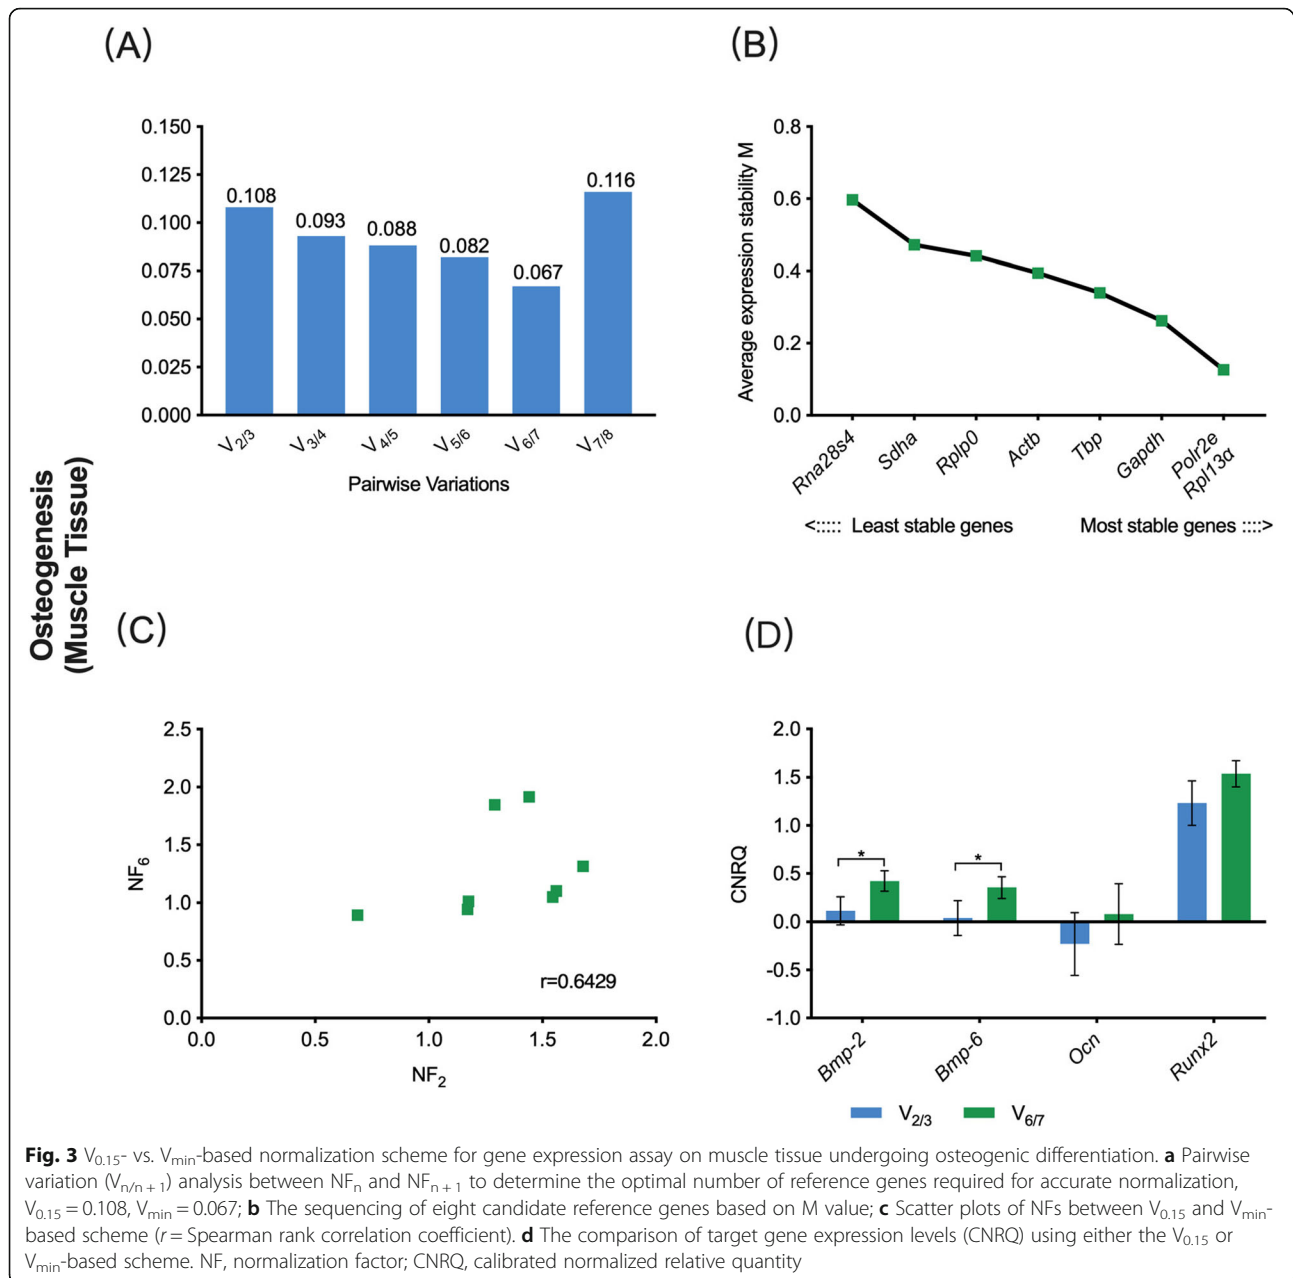 (A)
0.150
0.125
0.100
0.075
0.050
0.025
0.000
0.108
0.093
0.088
0.082
0.067
0.116
V2/3
V3/4
V4/5
V5/6
V6/7
V7/8
Pairwise Variations
(B)
Average expression stability M
0.8
0.6
0.4
0.2
0.0
Rna28s4
Sdha
Rplp0
Actb
Tbp
Gapdh
Polr2e
Rpl13α
<::::: Least stable genes
Most stable genes ::::>
Osteogenesis
(Muscle Tissue)
(C)
NF6
2.5
2.0
1.5
1.0
0.5
0.0
r=0.6429
0.0
0.5
1.0
1.5
2.0
NF2
(D)
CNRQ
2.0
1.5
1.0
0.5
0.0
-0.5
-1.0
*
*
Bmp-2
Bmp-6
Ocn
Runx2
V2/3
V6/7
Fig. 3 V0.15- vs. Vmin-based normalization scheme for gene expression assay on muscle tissue undergoing osteogenic differentiation. a Pairwise
variation (Vn/n + 1) analysis between NFn and NFn + 1 to determine the optimal number of reference genes required for accurate normalization,
V0.15 = 0.108, Vmin = 0.067; b The sequencing of eight candidate reference genes based on M value; c Scatter plots of NFs between V0.15 and Vmin-
based scheme (r = Spearman rank correlation coefficient). d The comparison of target gene expression levels (CNRQ) using either the V0.15 or
Vmin-based scheme. NF, normalization factor; CNRQ, calibrated normalized relative quantity